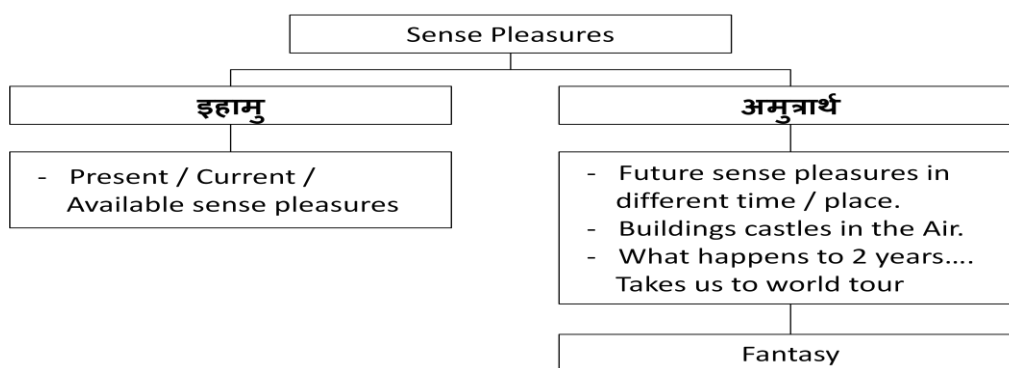 Sense Pleasures
इहामु
अमुत्रार्थ
- Present / Current /
Available sense pleasures
- Future sense pleasures in
different time / place.
- Buildings castles in the Air.
- What happens to 2 years....
Takes us to world tour
Fantasy